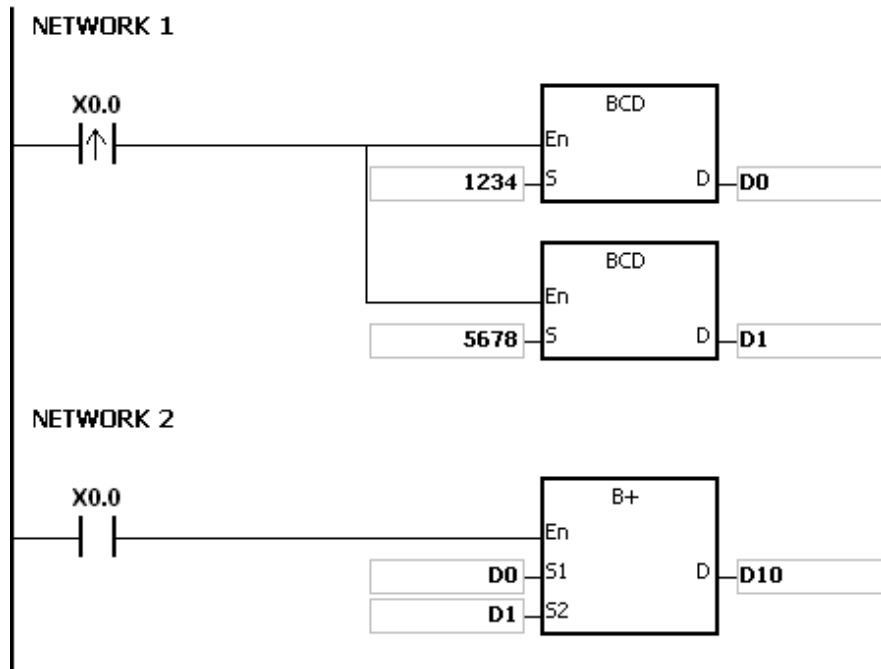 NETWORK 1
X0.0
BCD
En
1234 S D D0
BCD
En
5678 S D D1
NETWORK 2
X0.0
B+
En
D0 S1 D D10
D1 S2